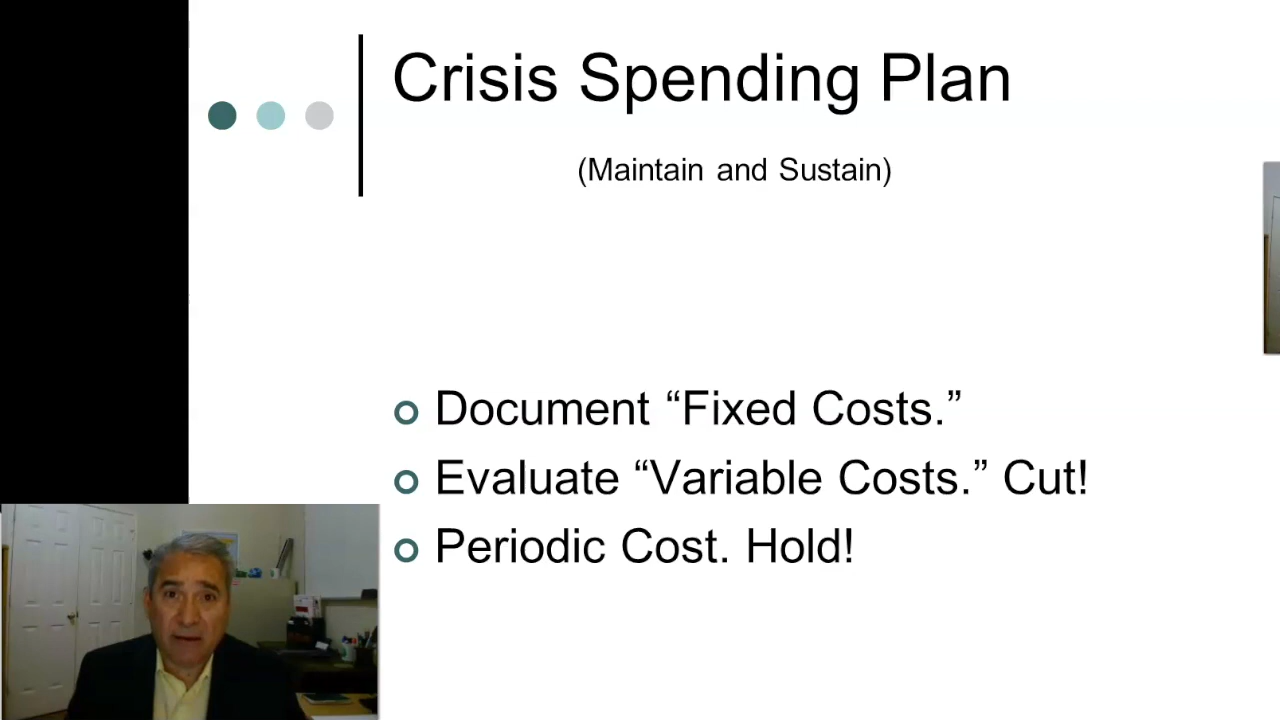 Crisis Spending Plan
(Maintain and Sustain)
Document “Fixed Costs.”
Evaluate “Variable Costs.” Cut!
Periodic Cost. Hold!